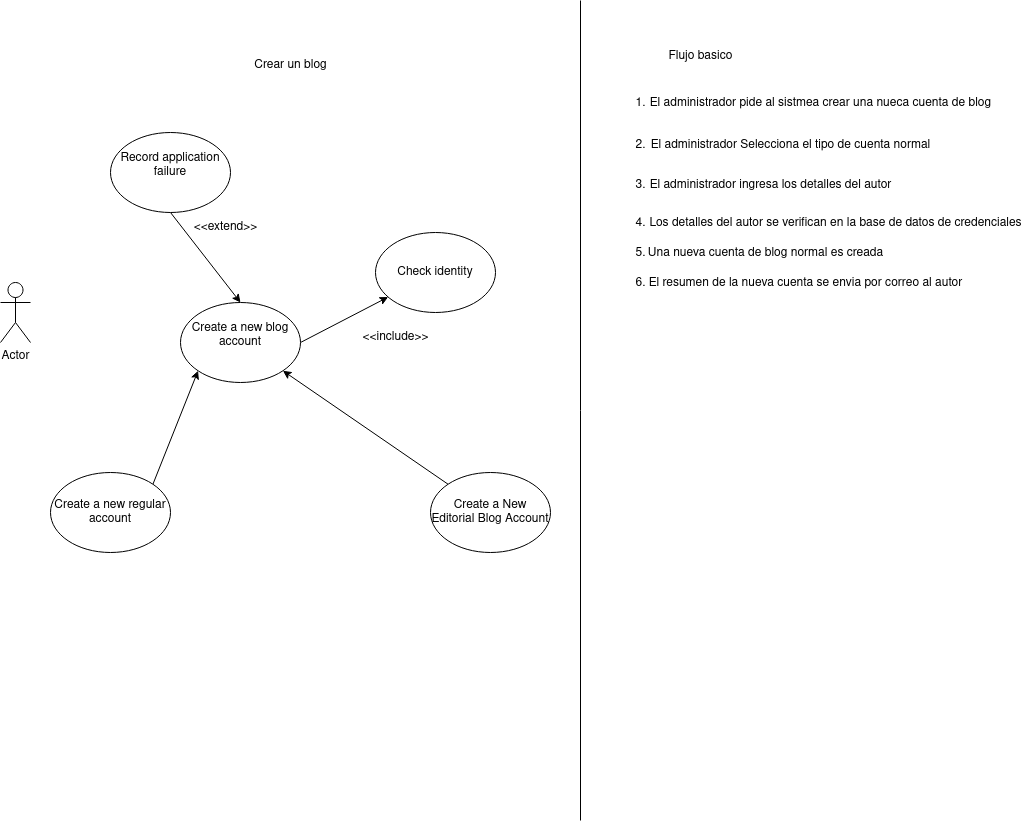 Crear un blog
Record application
failure
<<extend>>
Check identity
Create a new blog
account
<<include>>
Actor
Create a new regular
account
Create a New
Editorial Blog Account
Flujo basico
1. El administrador pide al sistmea crear una nueca cuenta de blog
2. El administrador Selecciona el tipo de cuenta normal
3. El administrador ingresa los detalles del autor
4. Los detalles del autor se verifican en la base de datos de credenciales
5. Una nueva cuenta de blog normal es creada
6. El resumen de la nueva cuenta se envia por correo al autor